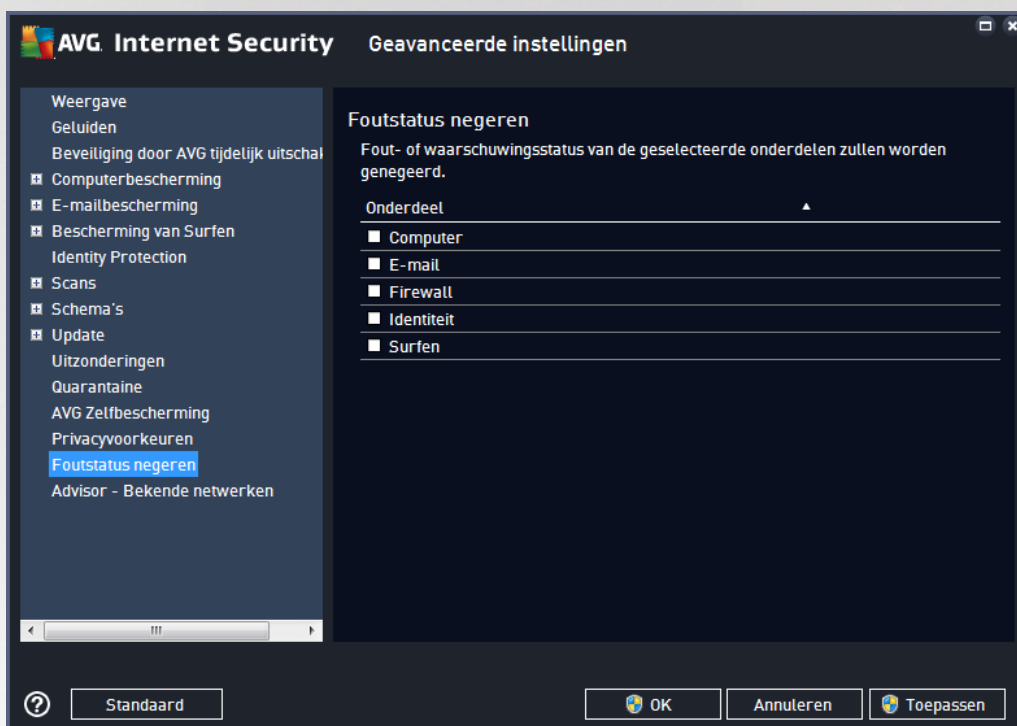 AVG. Internet Security Geavanceerde instellingen
Weergave
Geluiden
Beveiliging door AVG tijdelijk uitschak
Computerbescherming
E-mailbescherming
Bescherming van Surfen
Identity Protection
Scans
Schema's
Update
Uitzonderingen
Quarantaine
AVG Zelfbescherming
Privacyvoorkeuren
Foutstatus negeren
Advisor - Bekende netwerken
Foutstatus negeren
Fout- of waarschuwingsstatus van de geselecteerde onderdelen zullen worden
genegeerd.
Onderdeel
Computer
E-mail
Firewall
Identiteit
Surfen
Standaard
OK
Annuleren
Toepassen